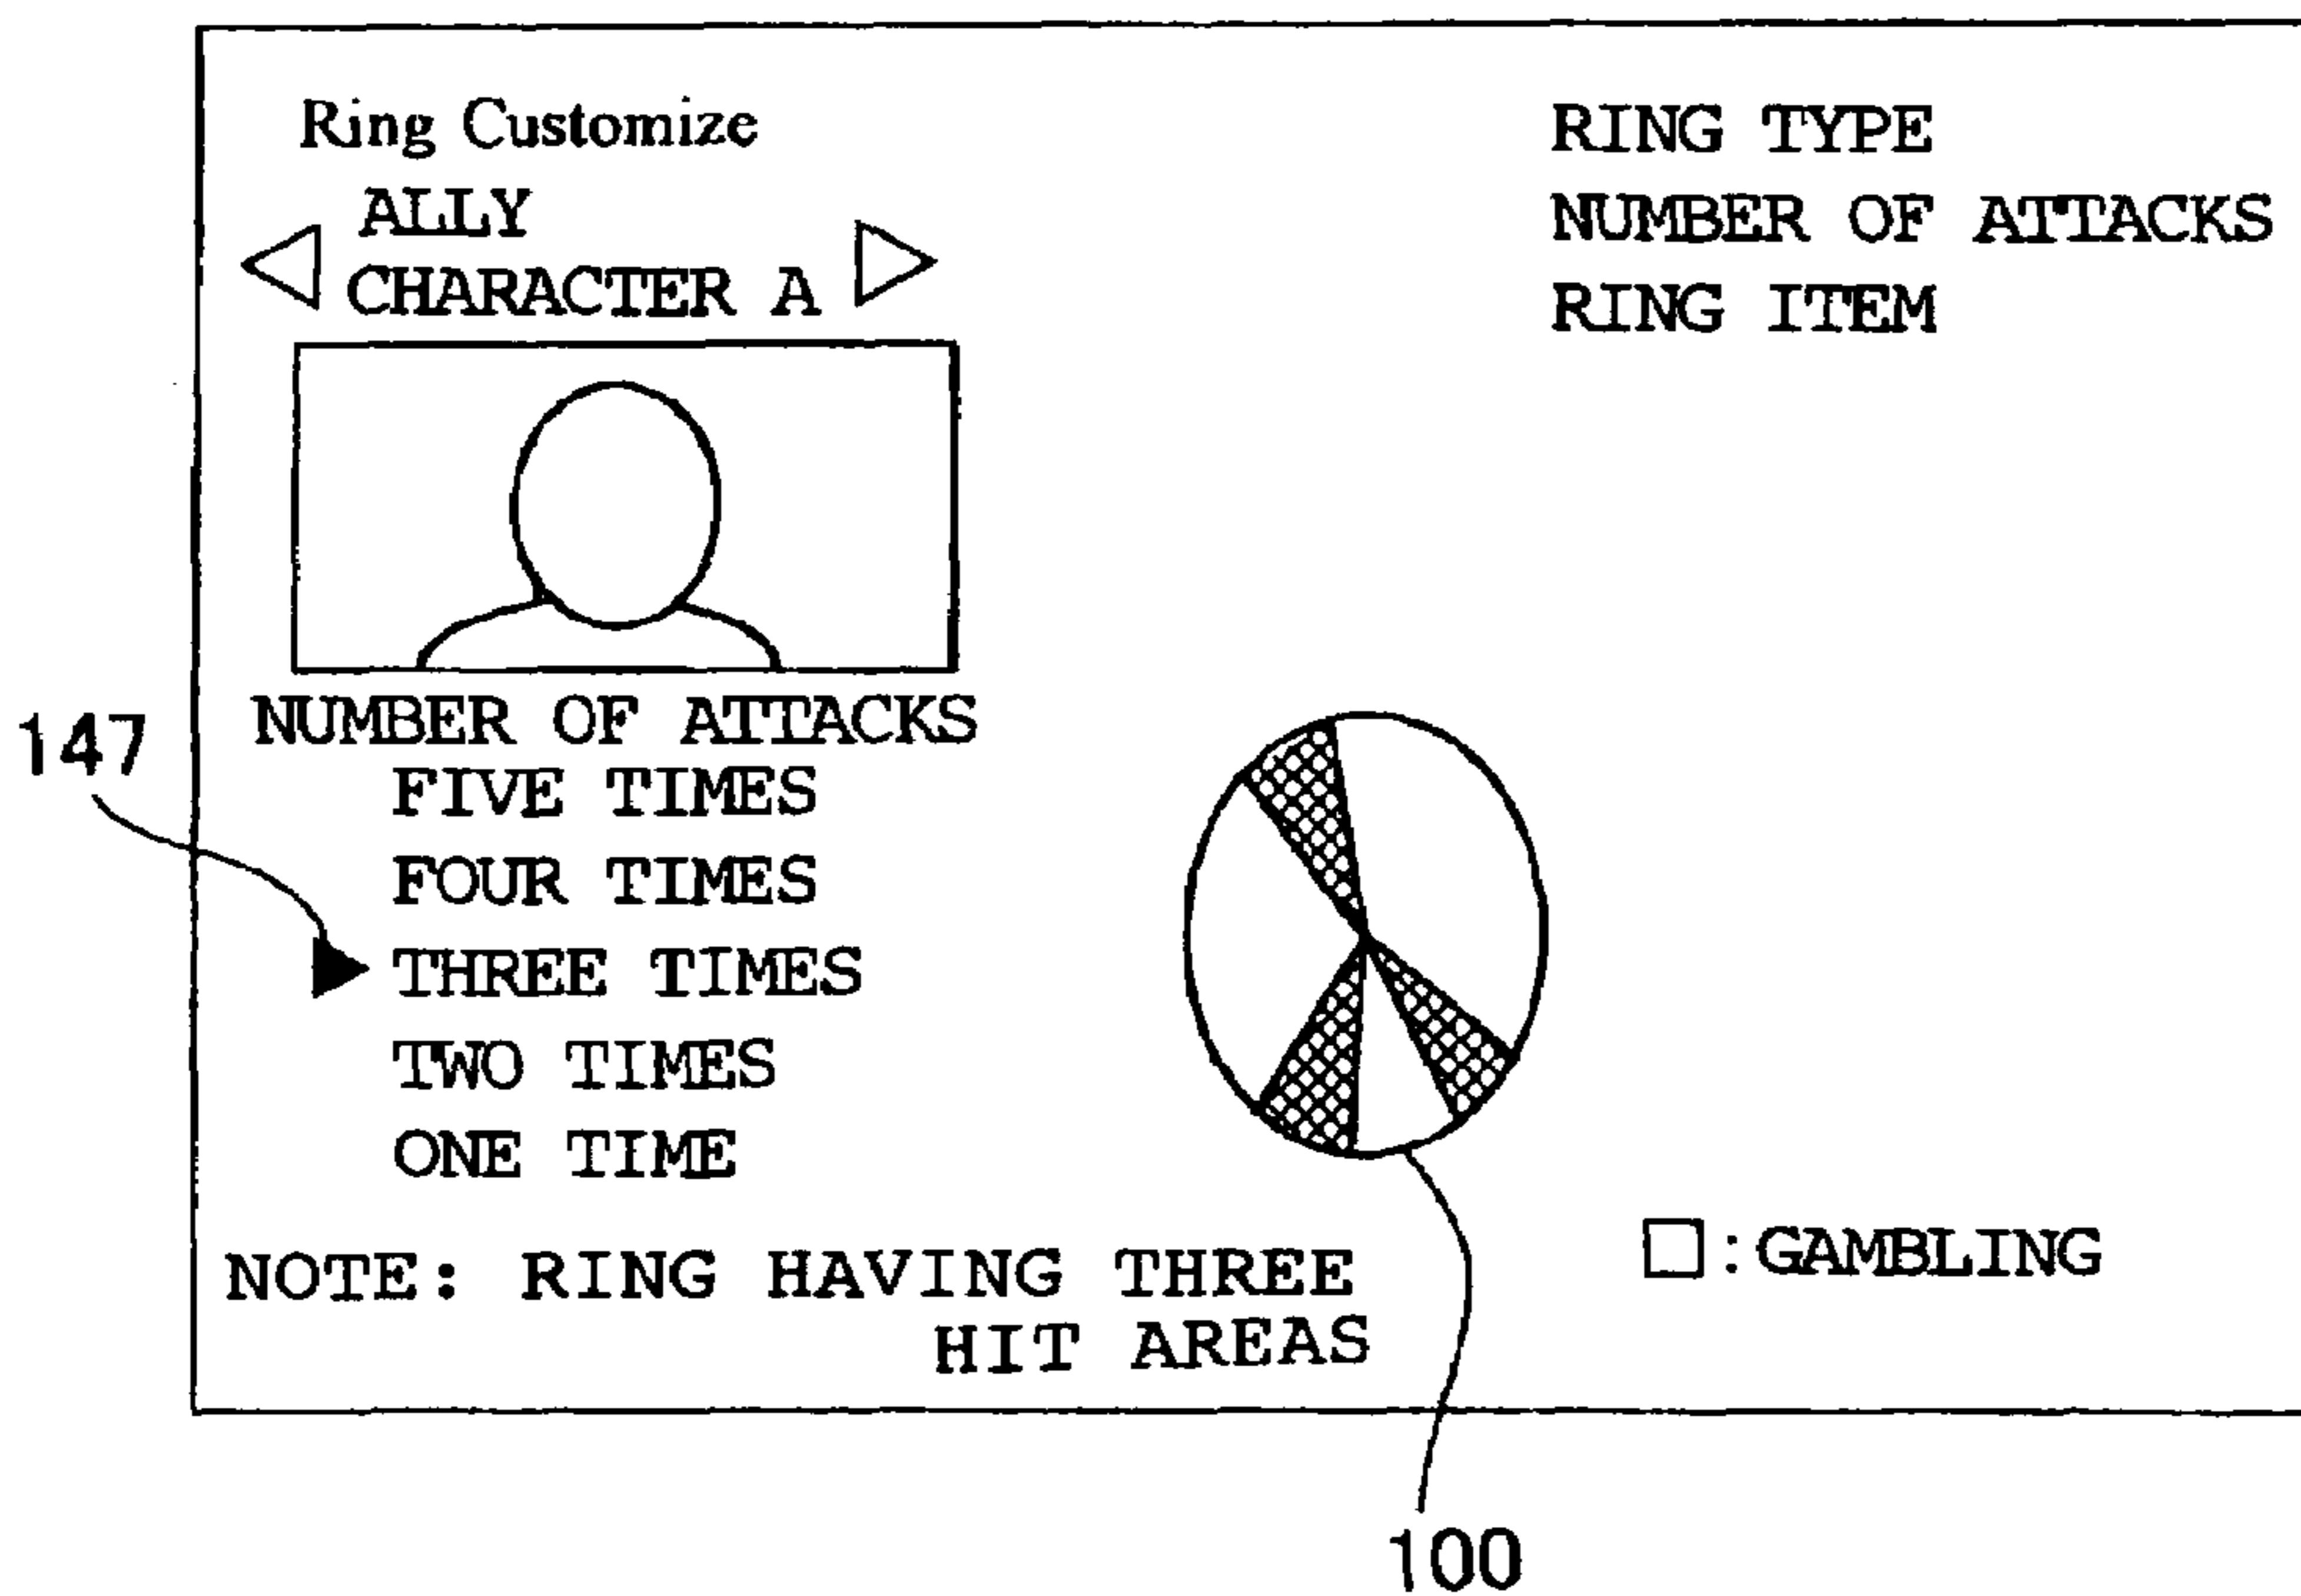 Ring Customize
ALLY
CHARACTER A
RING TYPE
NUMBER OF ATTACKS
RING ITEM
147
NUMBER OF ATTACKS
FIVE TIMES
FOUR TIMES
THREE TIMES
TWO TIMES
ONE TIME
NOTE: RING HAVING THREE
HIT AREAS
□:GAMBLING
100